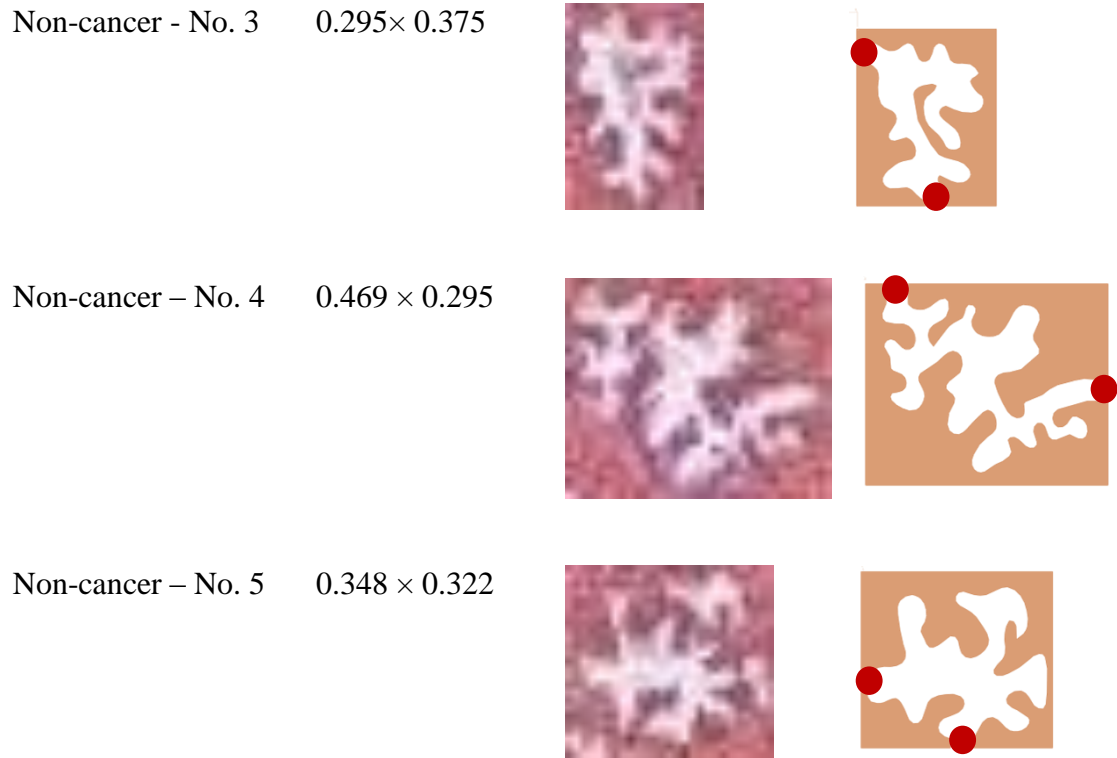 Non-cancer - No. 3 0.295× 0.375
Non-cancer – No. 4 0.469 × 0.295
Non-cancer – No. 5 0.348 × 0.322